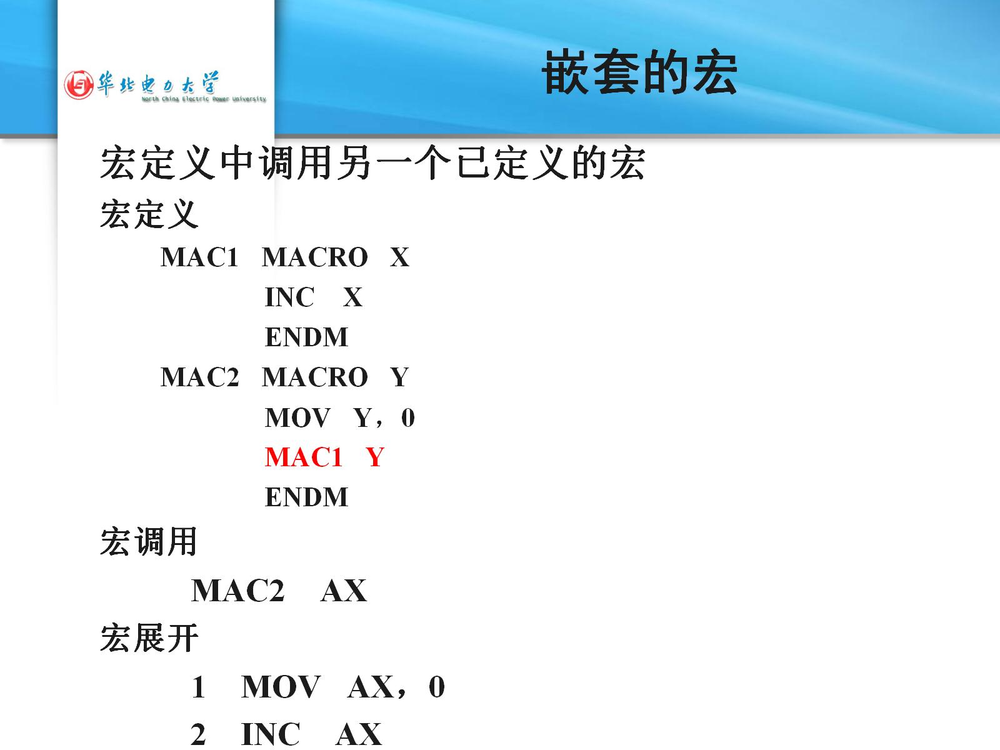 华北电力大学
North China Electric Power University
嵌套的宏
宏定义中调用另一个已定义的宏
宏定义
MAC1 MACRO X
INC X
ENDM
MAC2 MACRO Y
MOV Y，0
MAC1 Y
ENDM
宏调用
MAC2 AX
宏展开
1 MOV AX，0
2 INC AX